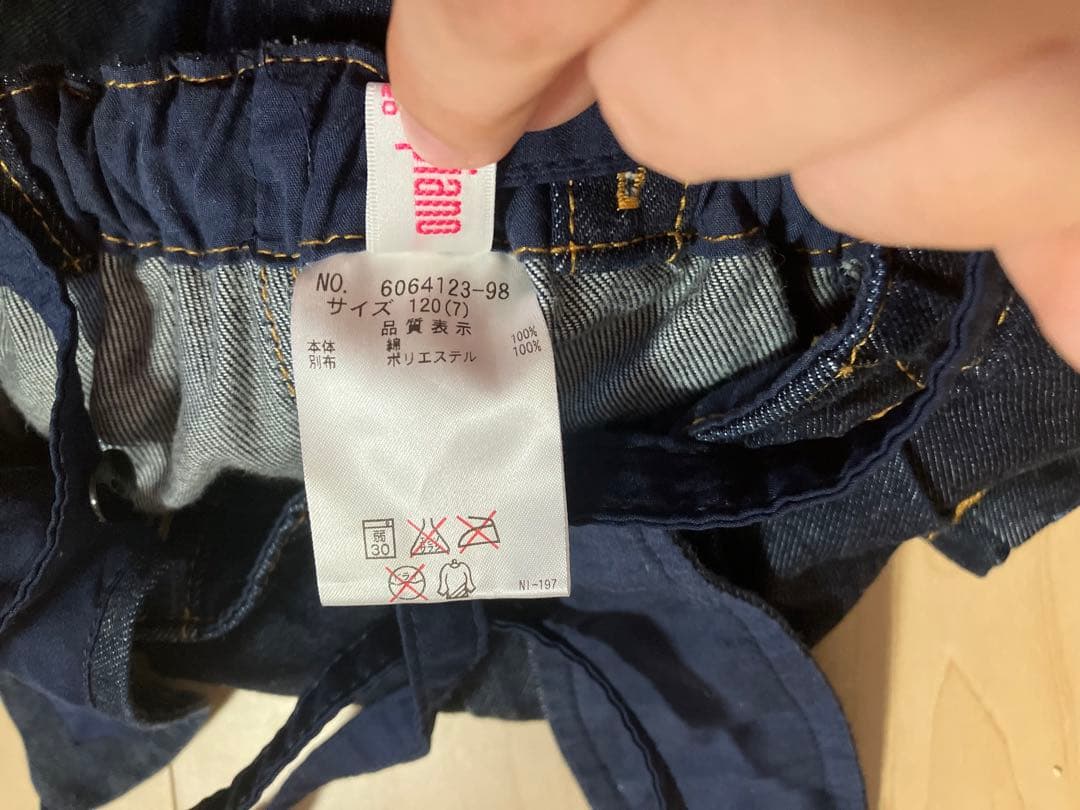 NO. 6064123-98
サイズ 120(7)
品質表示
本体 綿 100%
別布 ポリエステル 100%
弱
30
NI-197